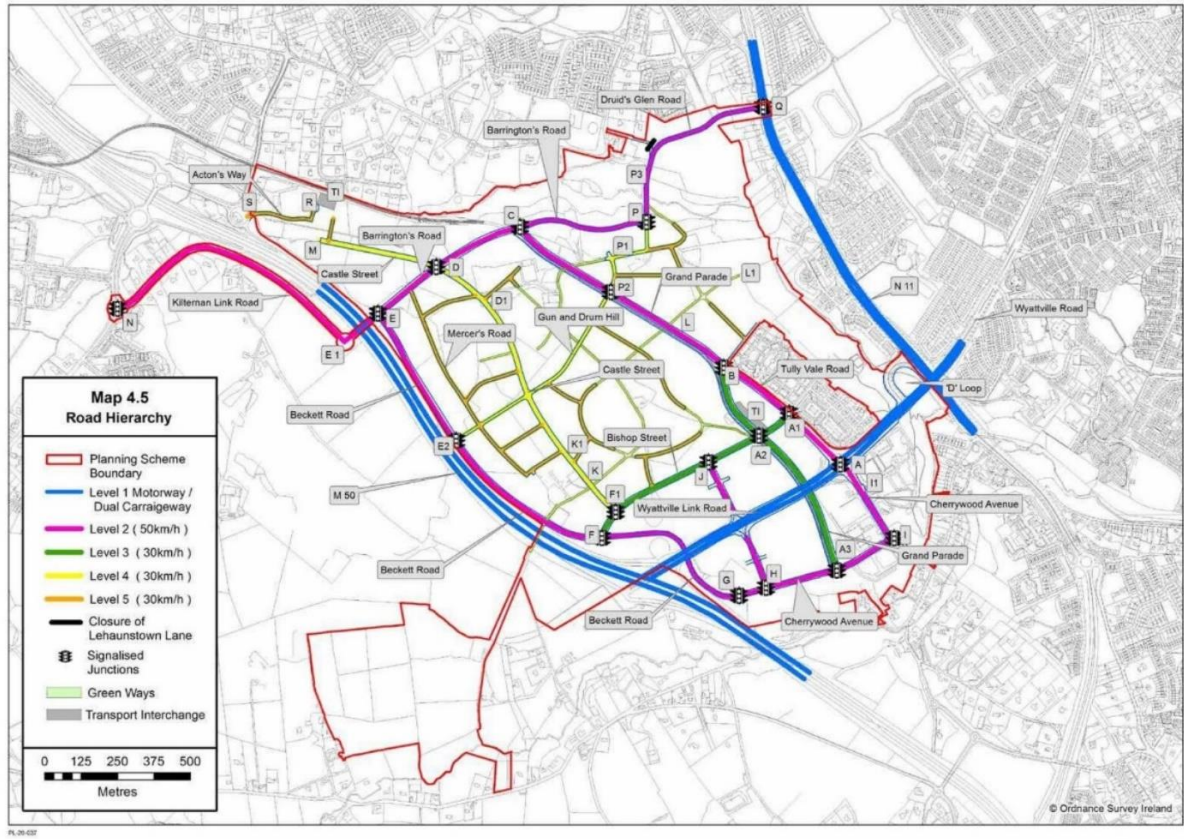 Q
Druid's Glen Road
Barrington's Road
P3
Acton's Way
TI
S
R
C
P
Barrington's Road
M
P1
D
Castle Street
Grand Parade
L1
P2
N 11
Kilternan Link Road
D1
Wyattville Road
N
E
Gun and Drum Hill
L
Mercer's Road
E 1
Map 4.5
Road Hierarchy
Castle Street
B
Tully Vale Road
'D' Loop
Beckett Road
TI
A1
E2
K1
Bishop Street
A2
Planning Scheme
Boundary
K
J
A
I1
Level 1 Motorway /
Dual Carraigeway
M 50
F1
Wyattville Link Road
Cherrywood Avenue
Level 2 ( 50km/h )
F
I
Level 3 ( 30km/h )
A3
Grand Parade
Level 4 ( 30km/h )
Beckett Road
G
H
Level 5 ( 30km/h )
Beckett Road
Cherrywood Avenue
Closure of
Lehaunstown Lane
Signalised
Junctions
Green Ways
Transport Interchange
0 125 250 375 500
Metres
© Ordnance Survey Ireland
PL-20-037